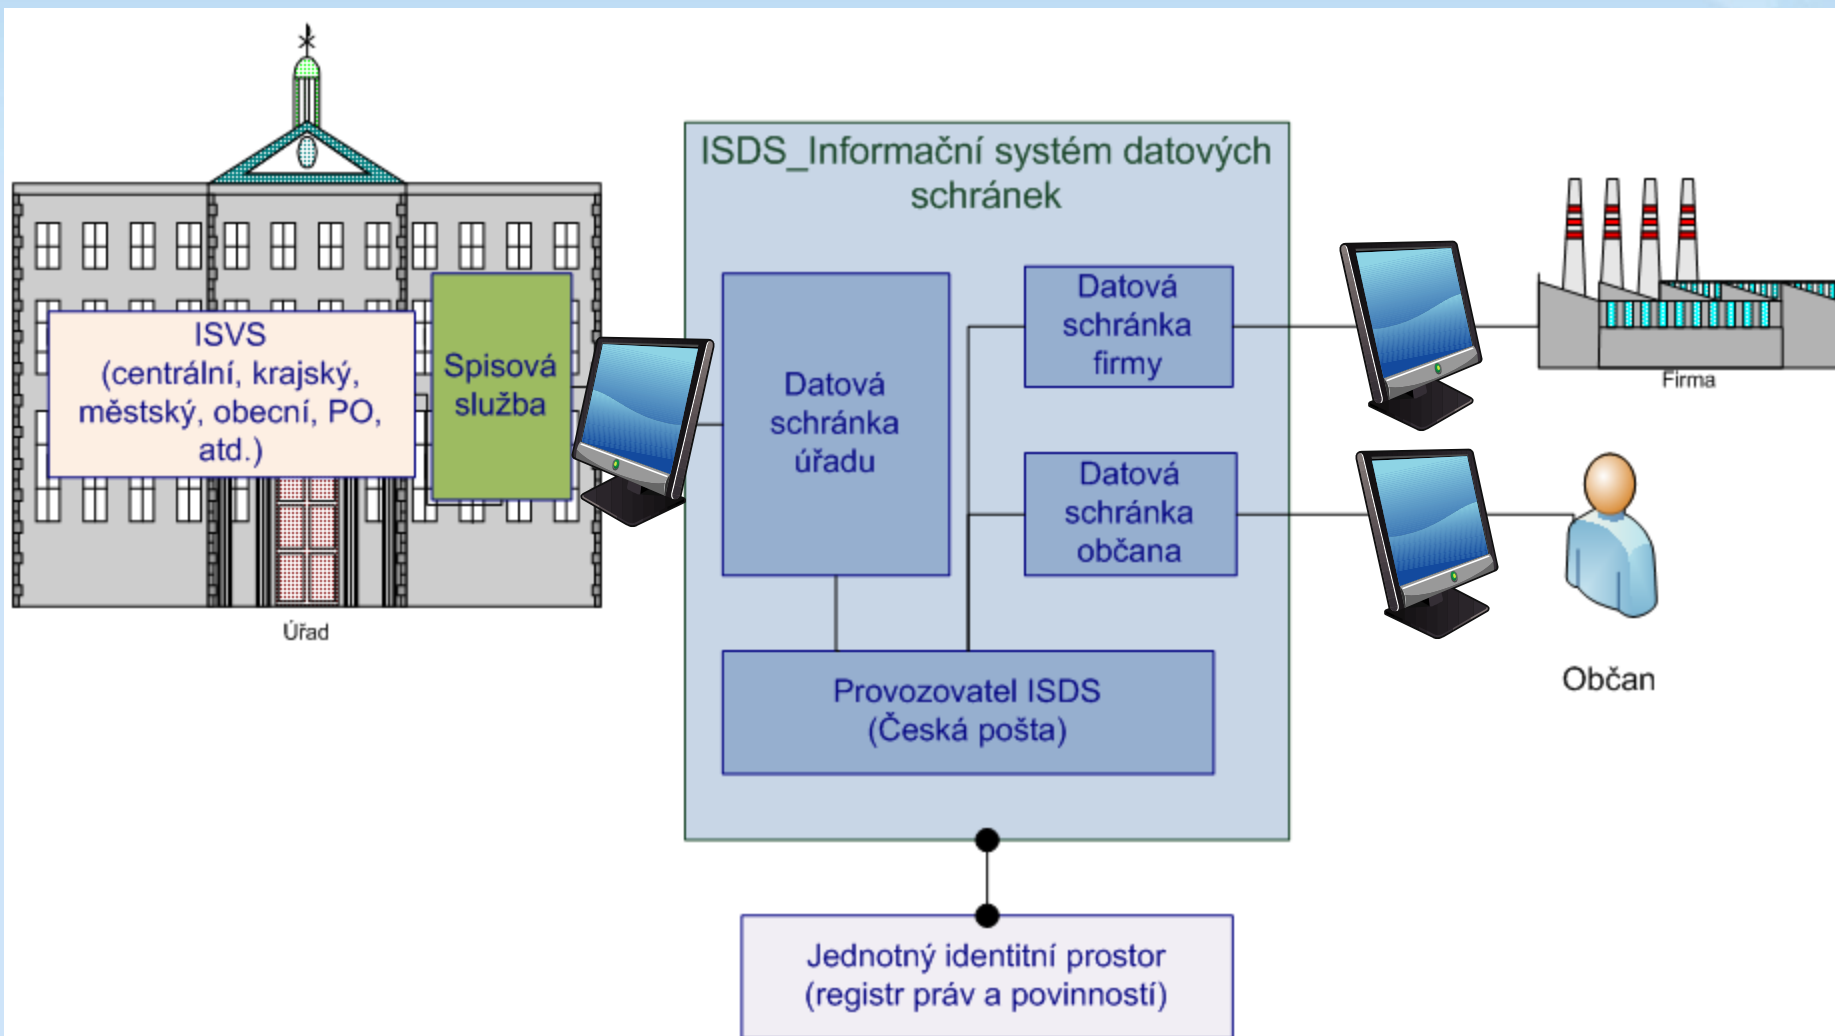 ISDS_Informační systém datových
schránek
ISVS
(centrální, krajský,
městský, obecní, PO,
atd.)
Spisová
služba
Datová
schránka
úřadu
Datová
schránka
firmy
Datová
schránka
občana
Firma
Úřad
Občan
Provozovatel ISDS
(Česká pošta)
Jednotný identitní prostor
(registr práv a povinností)